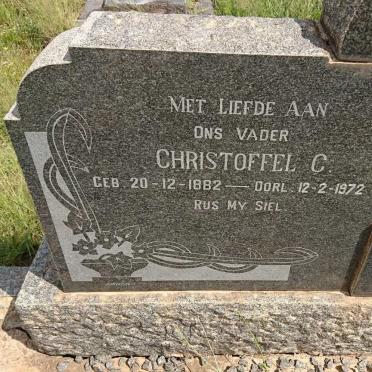 MET LIEFDE AAN
ONS VADER
CHRISTOFFEL C.
GEB. 20-12-1882 — OORL. 12-2-1972
RUS MY SIEL